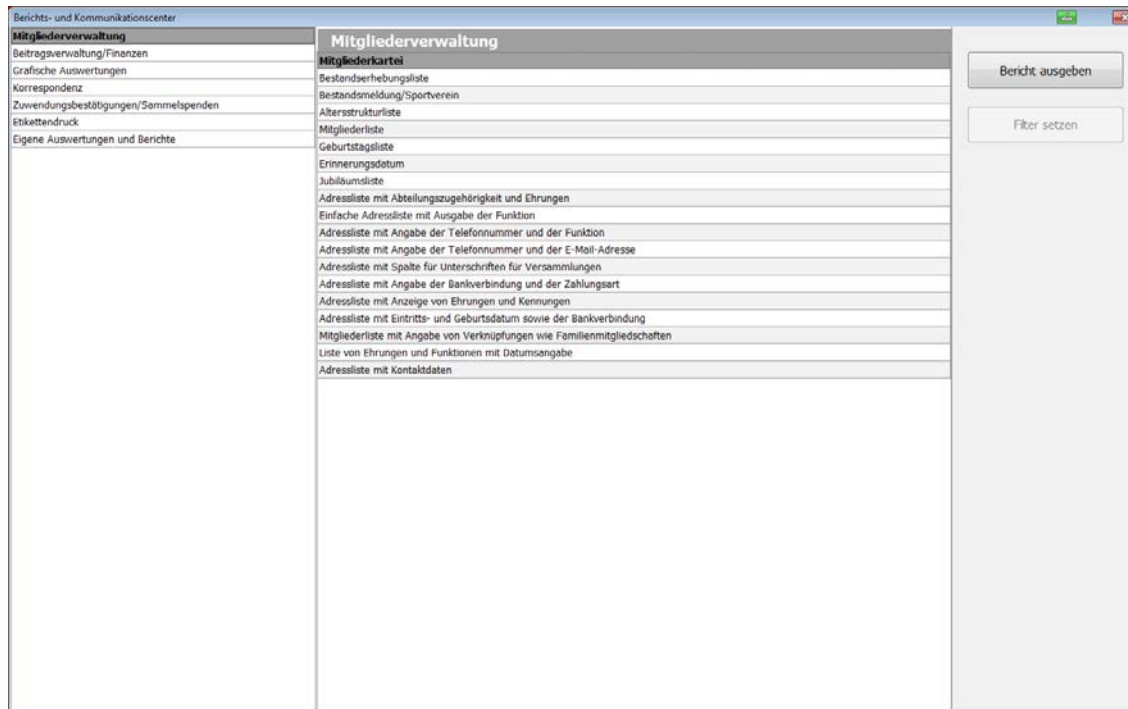 Berichts- und Kommunikationscenter
Mitgliederverwaltung
Beitragsverwaltung/Finanzen
Grafische Auswertungen
Korrespondenz
Zuwendungsbestätigungen/Sammelspenden
Etikettendruck
Eigene Auswertungen und Berichte
Mitgliederverwaltung
Mitgliederkartei
Bestandserhebungsliste
Bestandsmeldung/Sportverein
Altersstrukturliste
Mitgliederliste
Geburtstagsliste
Erinnerungsdatum
Jubiläumsliste
Adressliste mit Abteilungszugehörigkeit und Ehrungen
Einfache Adressliste mit Ausgabe der Funktion
Adressliste mit Angabe der Telefonnummer und der Funktion
Adressliste mit Angabe der Telefonnummer und der E-Mail-Adresse
Adressliste mit Spalte für Unterschriften für Versammlungen
Adressliste mit Angabe der Bankverbindung und der Zahlungsart
Adressliste mit Anzeige von Ehrungen und Kennungen
Adressliste mit Eintritts- und Geburtsdatum sowie der Bankverbindung
Mitgliederliste mit Angabe von Verknüpfungen wie Familienmitgliedschaften
Liste von Ehrungen und Funktionen mit Datumsangabe
Adressliste mit Kontaktdaten
Bericht ausgeben
Filter setzen